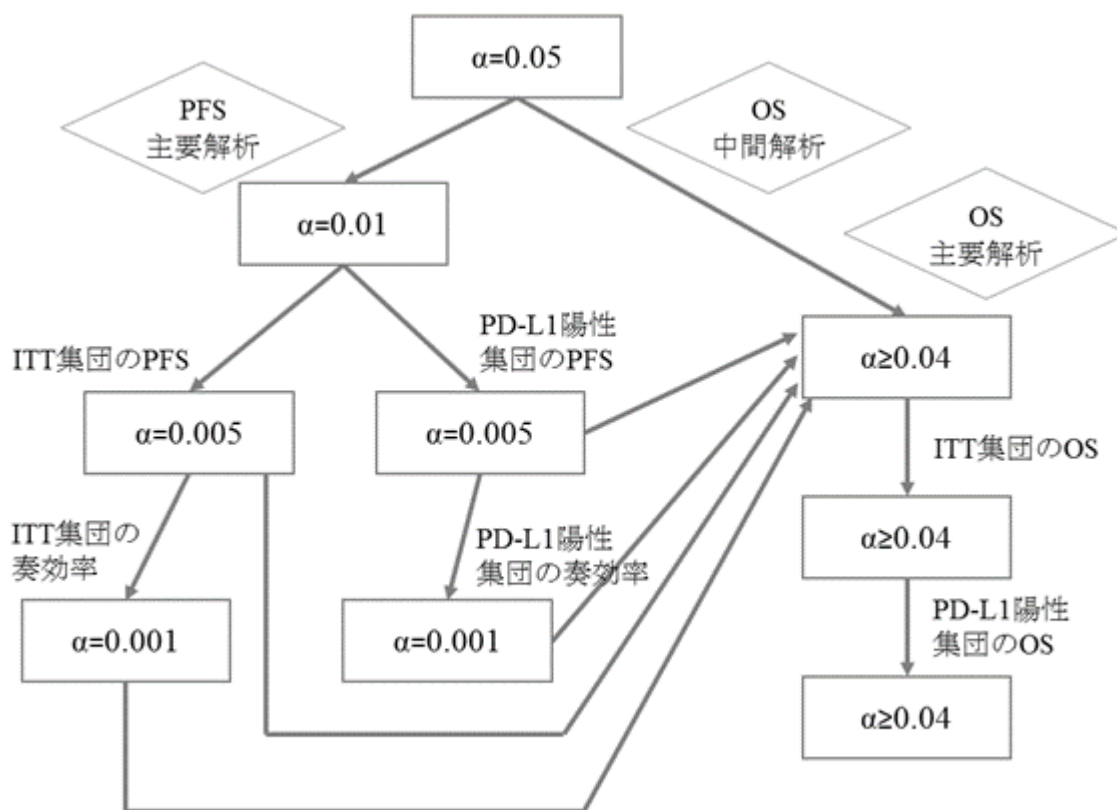 α=0.05
PFS
主要解析
OS
中間解析
α=0.01
OS
主要解析
ITT集団のPFS
PD-L1陽性
集団のPFS
α≥0.04
α=0.005
α=0.005
ITT集団のOS
ITT集団の
奏効率
PD-L1陽性
集団の奏効率
α≥0.04
α=0.001
α=0.001
PD-L1陽性
集団のOS
α≥0.04